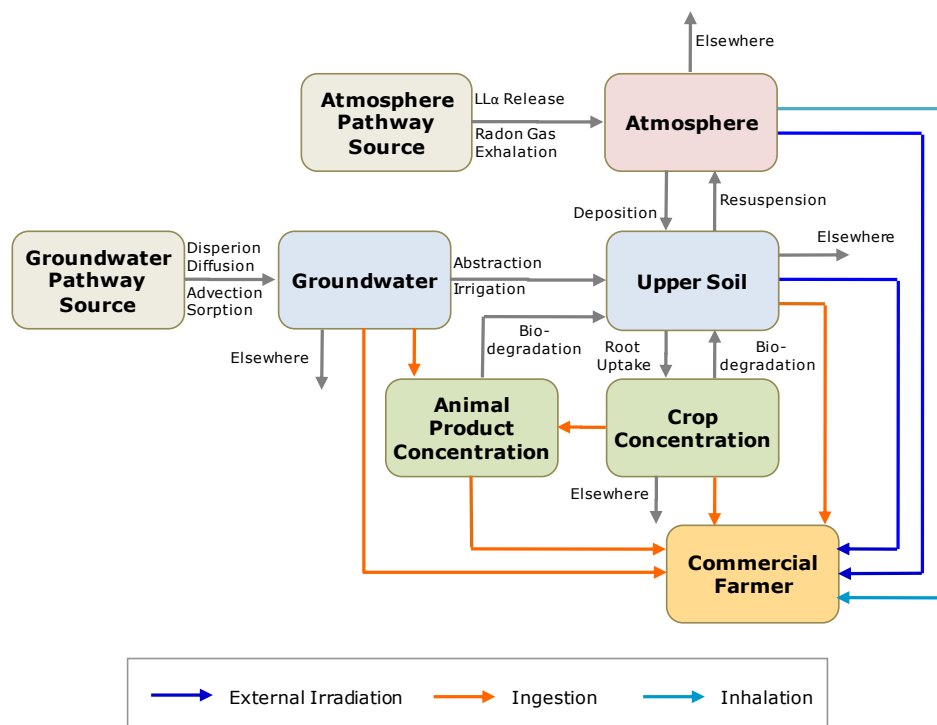 Elsewhere
Atmosphere
Pathway
Source
LLα Release
Radon Gas
Exhalation
Atmosphere
Deposition
Resuspension
Groundwater
Pathway
Source
Disperion
Diffusion
Advection
Sorption
Groundwater
Abstraction
Irrigation
Upper Soil
Elsewhere
Elsewhere
Bio-
degradation
Root
Uptake
Bio-
degradation
Animal
Product
Concentration
Crop
Concentration
Elsewhere
Commercial
Farmer
External Irradiation
Ingestion
Inhalation